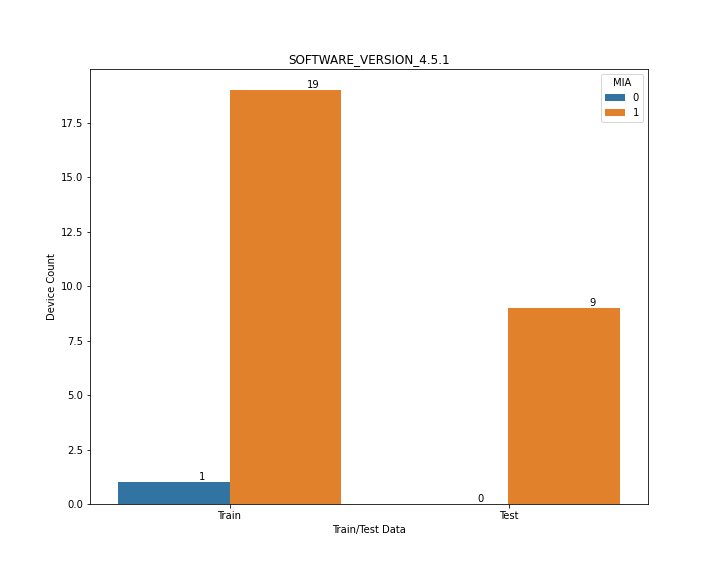 SOFTWARE_VERSION_4.5.1
MIA
0
1
19
9
1
0
17.5
15.0
12.5
10.0
7.5
5.0
2.5
0.0
Device Count
Train
Test
Train/Test Data